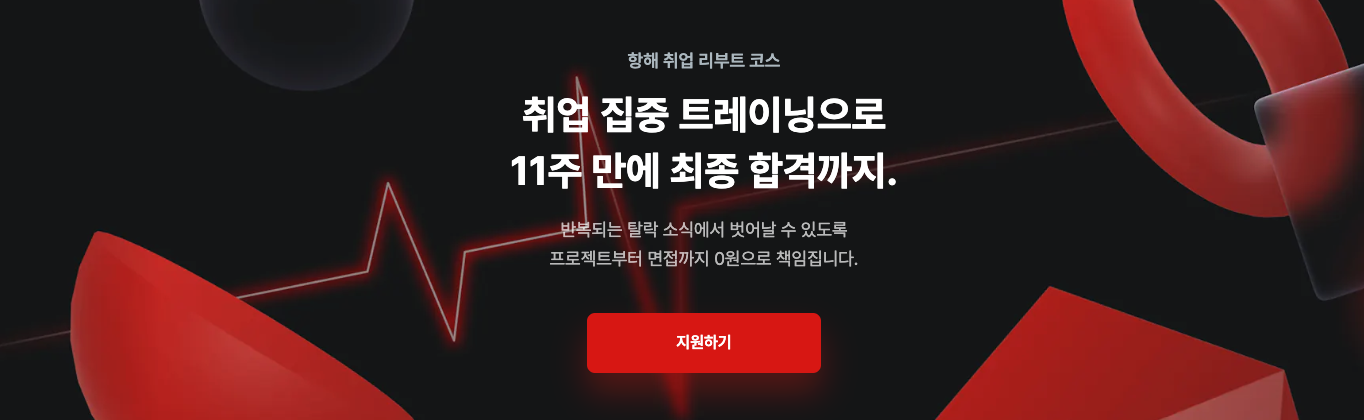 항해 취업 리부트 코스
취업 집중 트레이닝으로
11주 만에 최종 합격까지.
반복되는 탈락 소식에서 벗어날 수 있도록
프로젝트부터 면접까지 0원으로 책임집니다.
지원하기